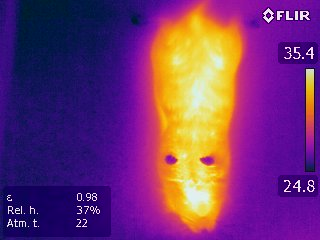 FLIR
35.4
24.8
ε 0.98
Rel. h. 37%
Atm. t. 22